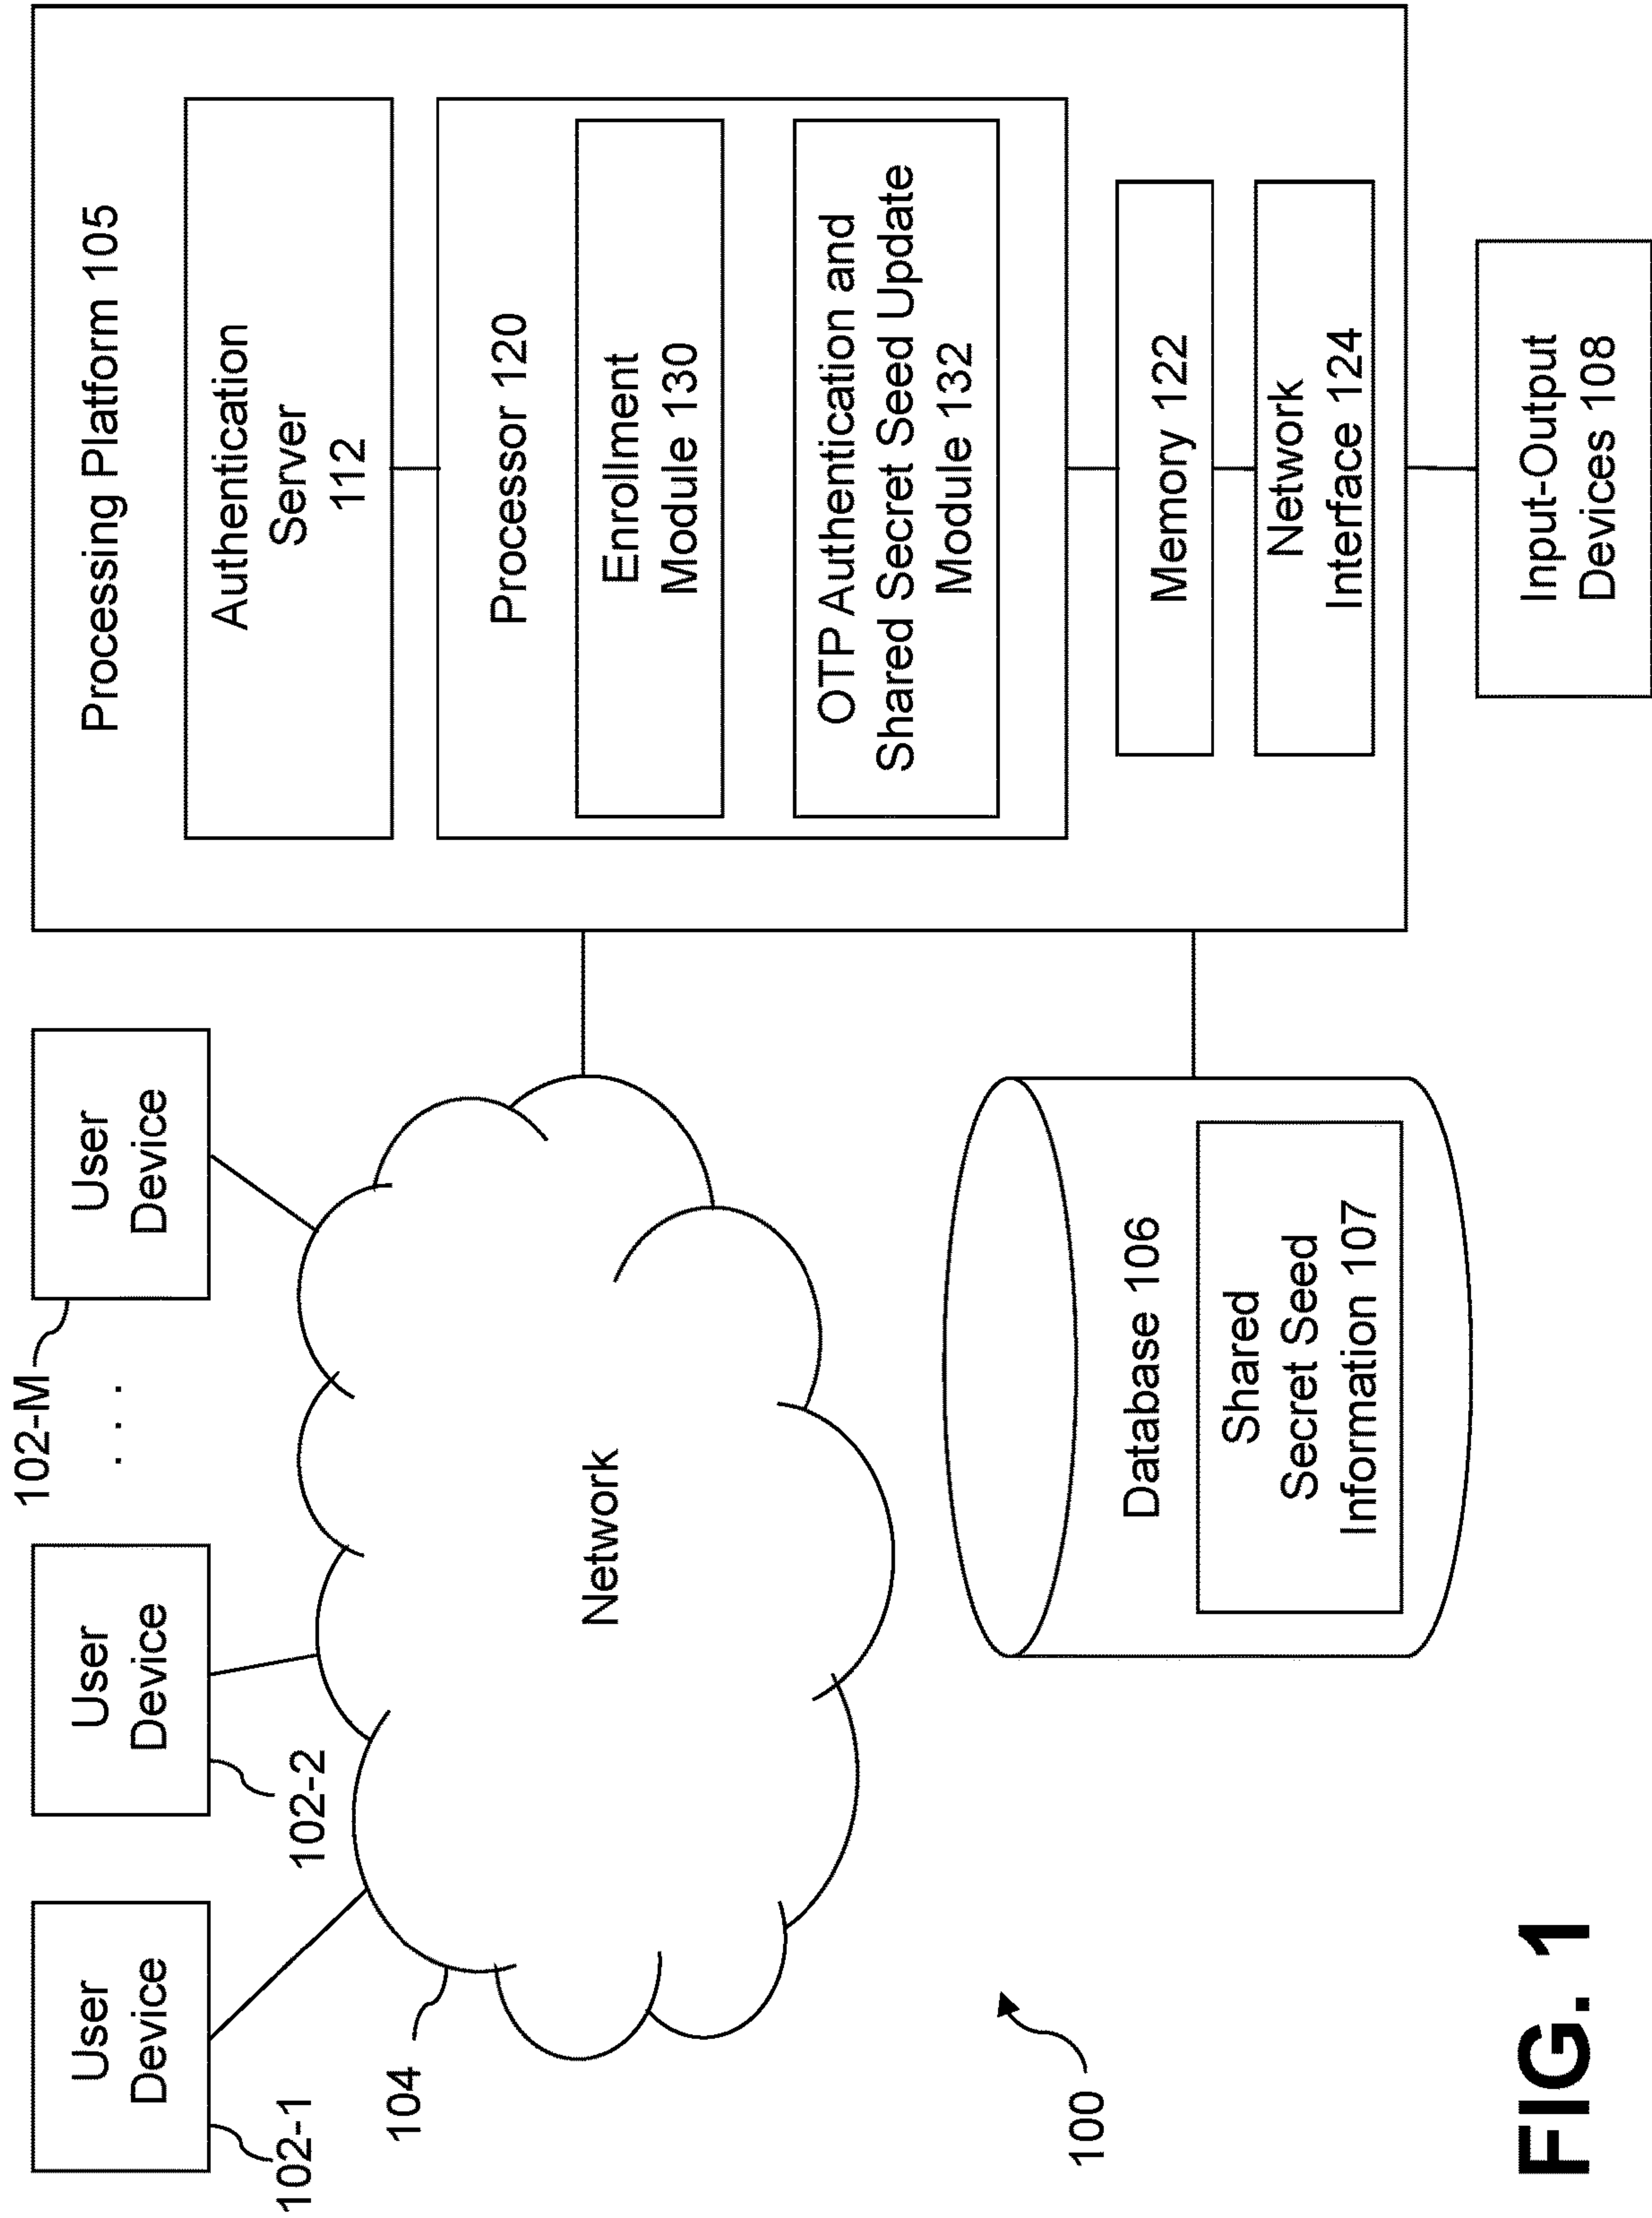 102-1
User
Device
102-2
User
Device
102-M
. . .
User
Device
104
Network
100
Processing Platform 105
Authentication
Server
112
Processor 120
Enrollment
Module 130
OTP Authentication and
Shared Secret Seed Update
Module 132
Memory 122
Network
Interface 124
Database 106
Shared
Secret Seed
Information 107
Input-Output
Devices 108
FIG. 1